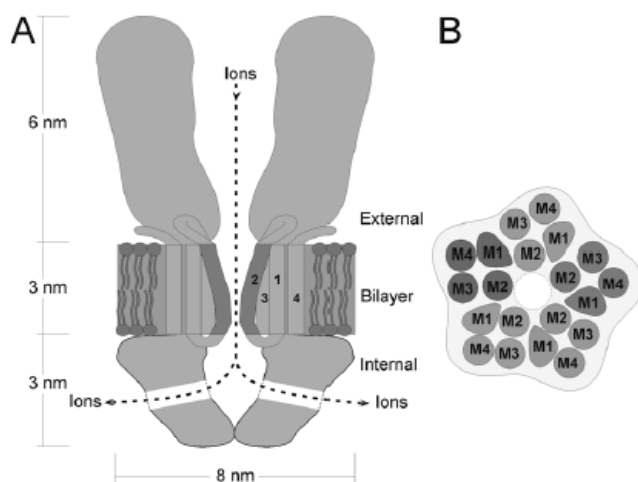 A
Ions
6 nm
External
3 nm
2
1
3
4
Bilayer
3 nm
Internal
Ions
Ions
8 nm
B
M4
M3
M1
M4
M1
M2
M3
M2
M4
M3
M2
M1
M1
M2
M2
M3
M4
M3
M1
M4